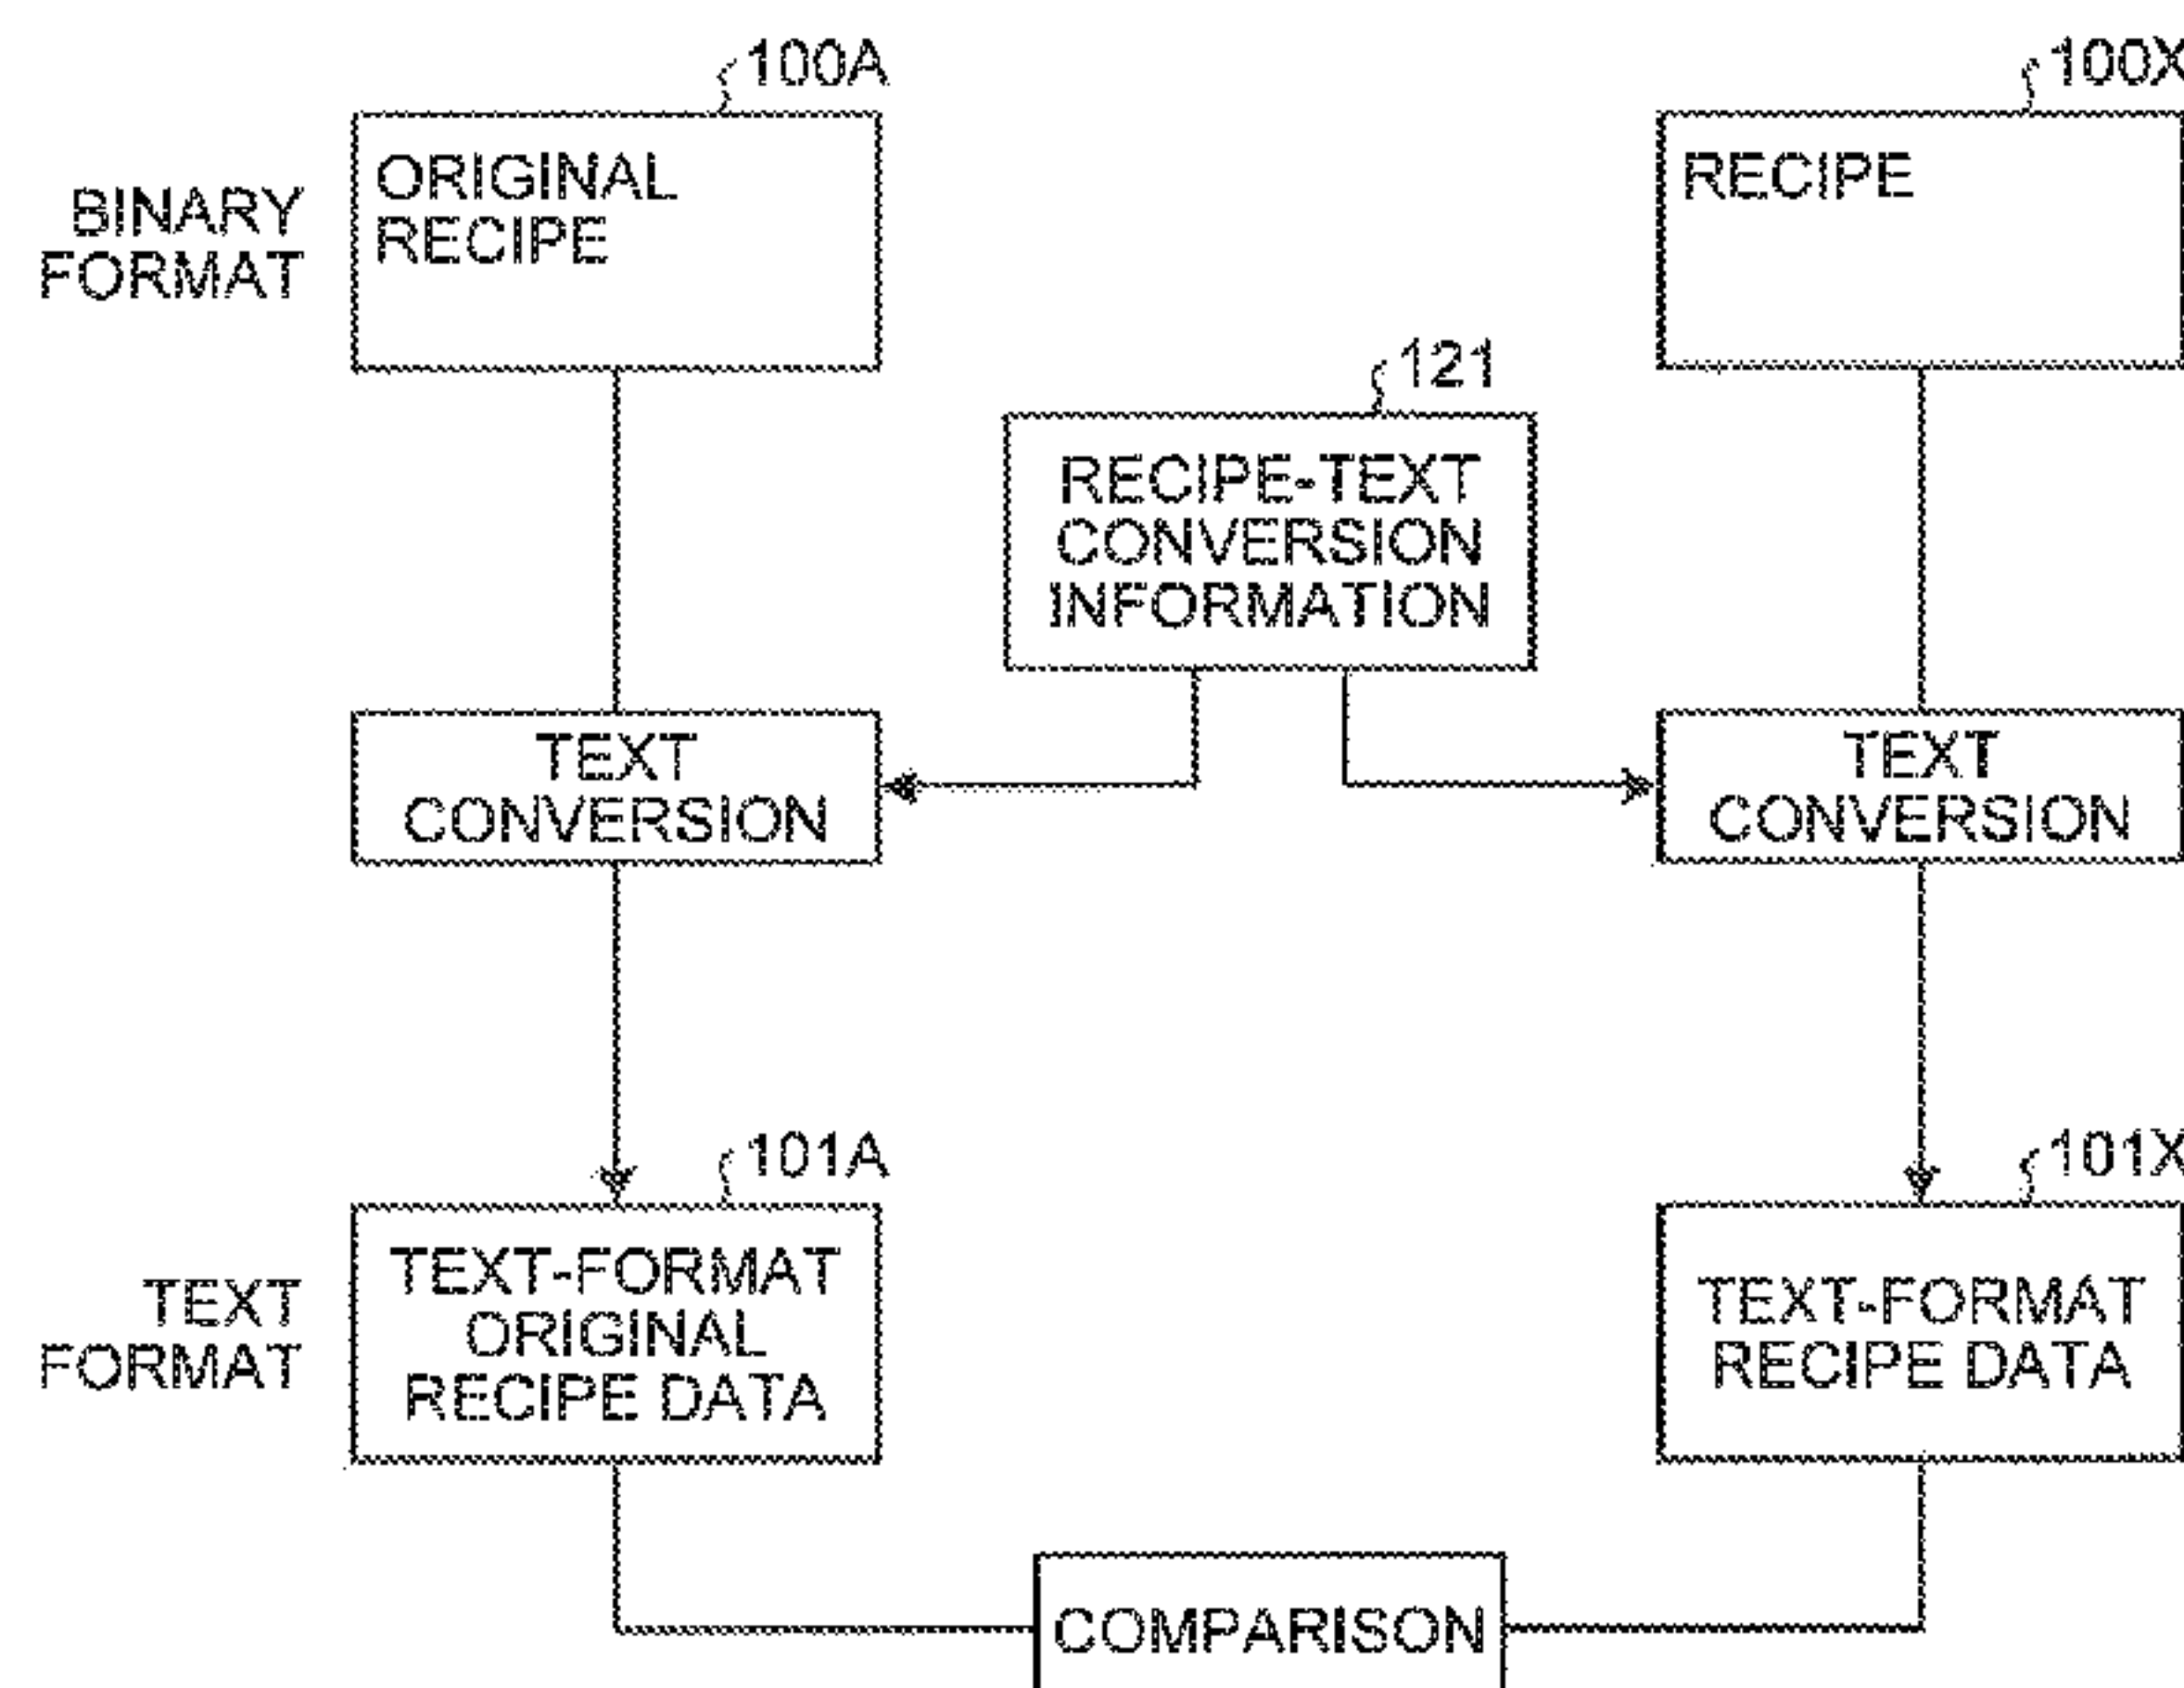 100A
100X
BINARY
FORMAT
ORIGINAL
RECIPE
RECIPE
121
RECIPE-TEXT
CONVERSION
INFORMATION
TEXT
CONVERSION
TEXT
CONVERSION
101A
101X
TEXT
FORMAT
TEXT-FORMAT
ORIGINAL
RECIPE DATA
TEXT-FORMAT
RECIPE DATA
COMPARISON